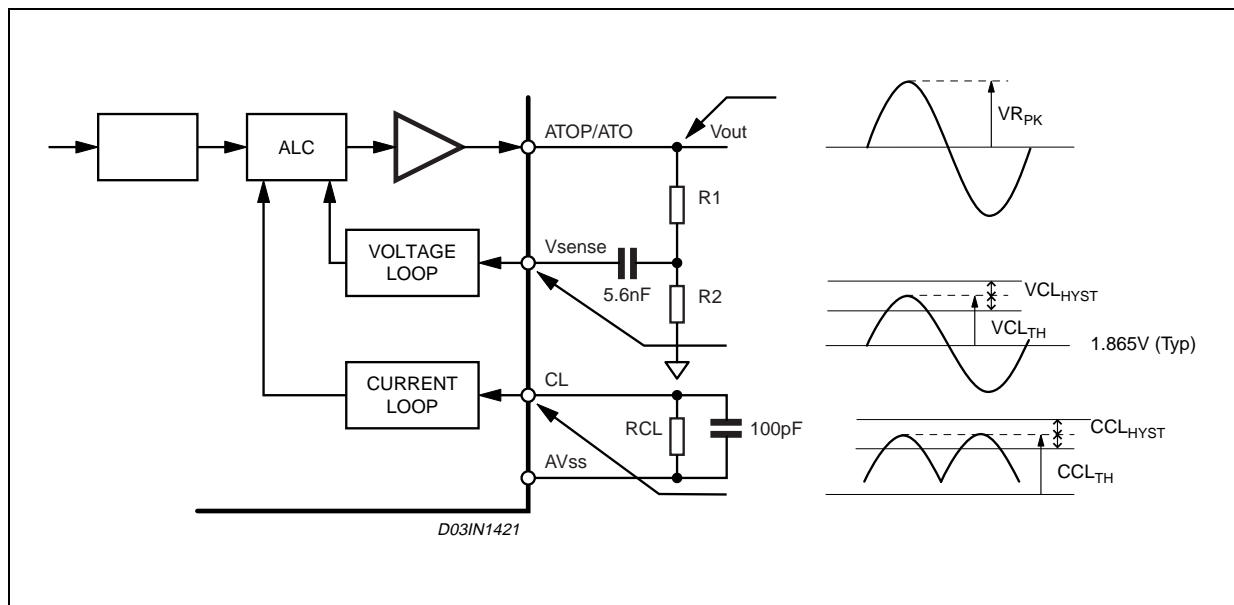 VR_PK
ATOP/ATO
Vout
ALC
R1
VOLTAGE
LOOP
Vsense
5.6nF
R2
VCL_HYST
VCL_TH
1.865V (Typ)
CURRENT
LOOP
CL
RCL
100pF
AVss
CCL_HYST
CCL_TH
D03IN1421